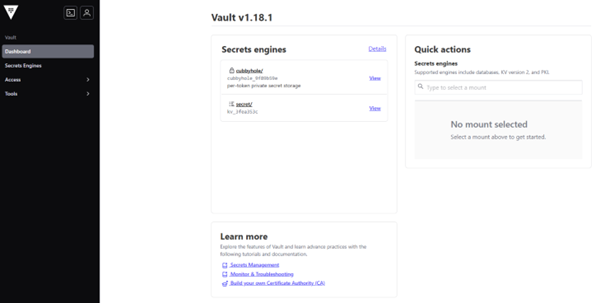 Vault v1.18.1
Vault
Dashboard
Secrets Engines
Access
Tools
Secrets engines
Details
cubbyhole/
per-token private secret storage
View
secret/
View
Quick actions
Secrets engines
Supported engines include databases, KV version 2, and PKI.
Type to select a mount
No mount selected
Select a mount above to get started.
Learn more
Explore the features of Vault and learn advance practices with the
following tutorials and documentation.
Secrets Management
Monitor & Troubleshooting
Build your own Certificate Authority (CA)